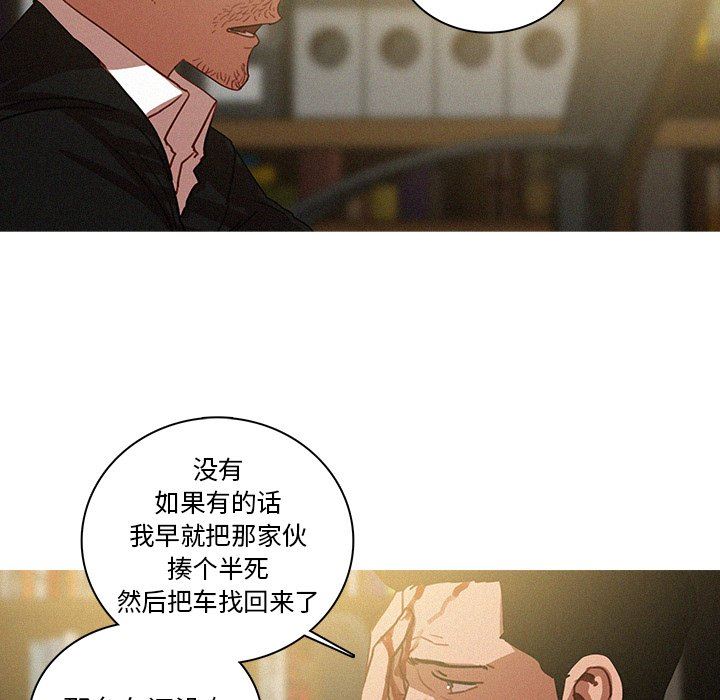 没有
如果有的话
我早就把那家伙
揍个半死
然后把车找回来了